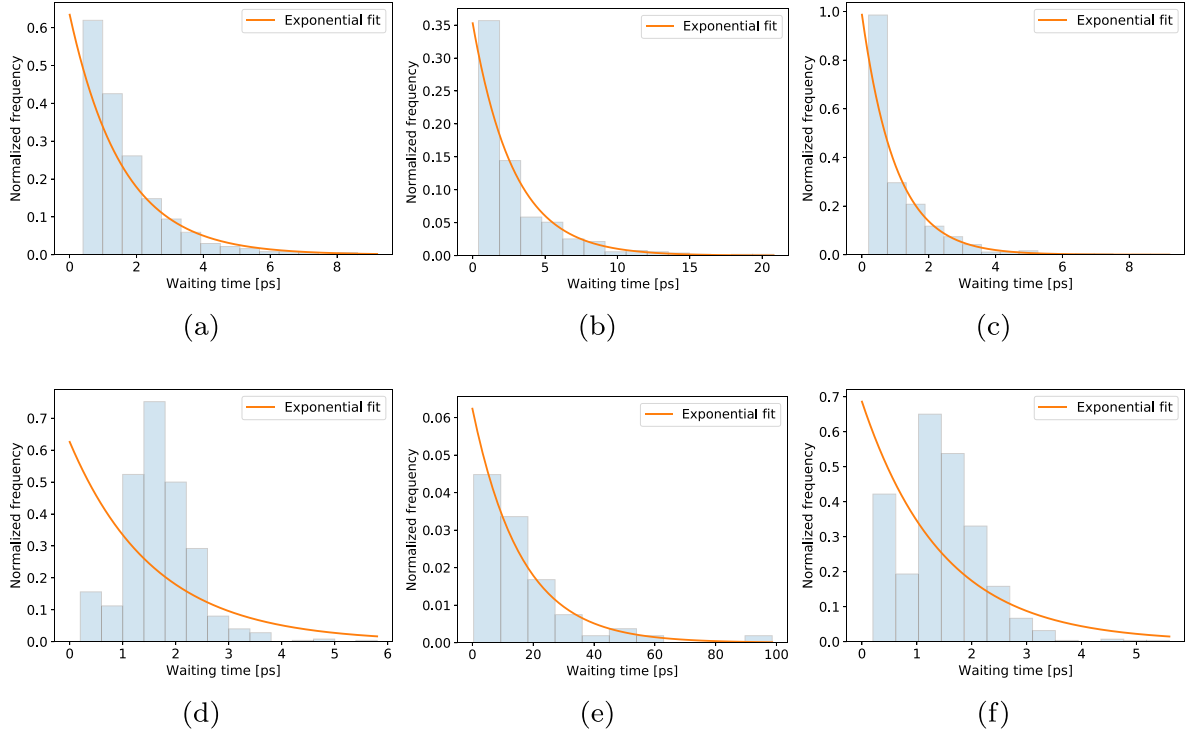 Exponential fit
Normalized frequency
0.6
0.5
0.4
0.3
0.2
0.1
0.0
0 2 4 6 8
Waiting time [ps]
(a)
Exponential fit
Normalized frequency
0.35
0.30
0.25
0.20
0.15
0.10
0.05
0.00
0 5 10 15 20
Waiting time [ps]
(b)
Exponential fit
Normalized frequency
1.0
0.8
0.6
0.4
0.2
0.0
0 2 4 6 8
Waiting time [ps]
(c)
Exponential fit
Normalized frequency
0.7
0.6
0.5
0.4
0.3
0.2
0.1
0.0
0 1 2 3 4 5 6
Waiting time [ps]
(d)
Exponential fit
Normalized frequency
0.06
0.05
0.04
0.03
0.02
0.01
0.00
0 20 40 60 80 100
Waiting time [ps]
(e)
Exponential fit
Normalized frequency
0.7
0.6
0.5
0.4
0.3
0.2
0.1
0.0
0 1 2 3 4 5
Waiting time [ps]
(f)